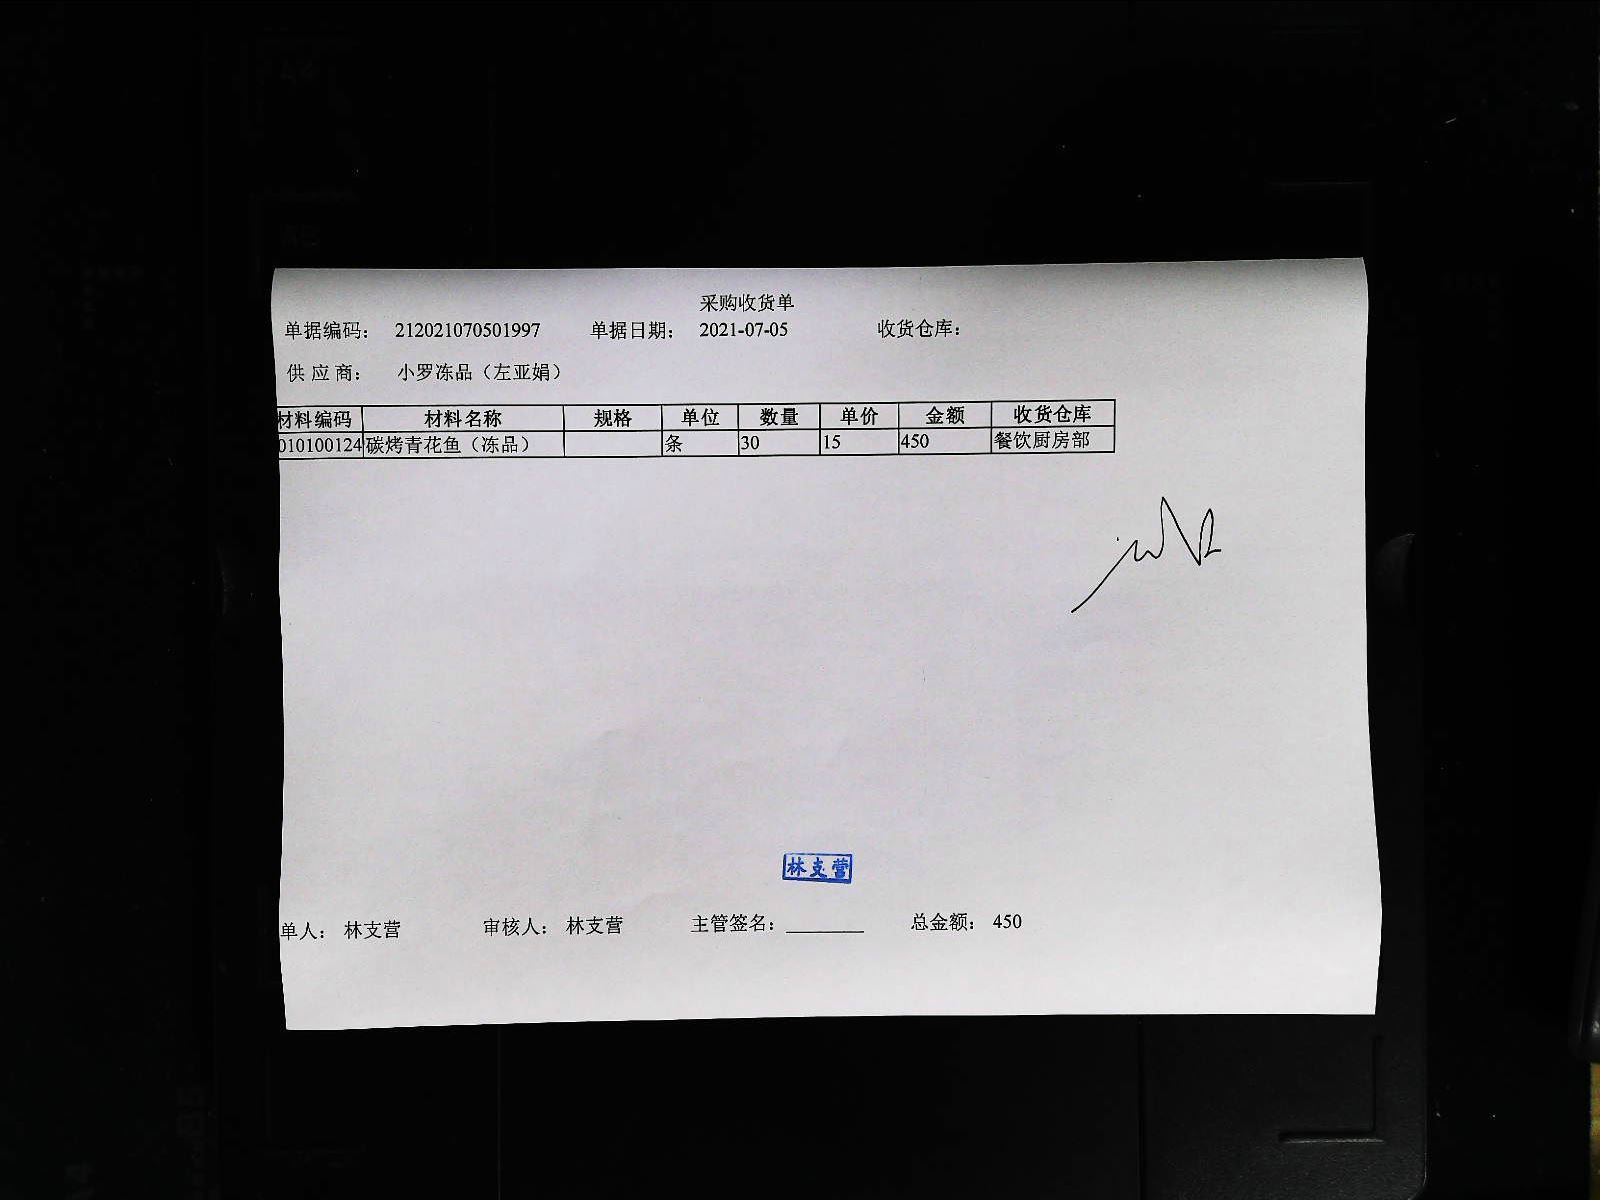 采购收货单
单据编码： 212021070501997 单据日期： 2021-07-05 收货仓库：
供 应 商： 小罗冻品（左亚娟）
材料编码 材料名称 规格 单位 数量 单价 金额 收货仓库
010100124 碳烤青花鱼（冻品） 条 30 15 450 餐饮厨房部
林支营
单人： 林支营 审核人： 林支营 主管签名：________ 总金额： 450